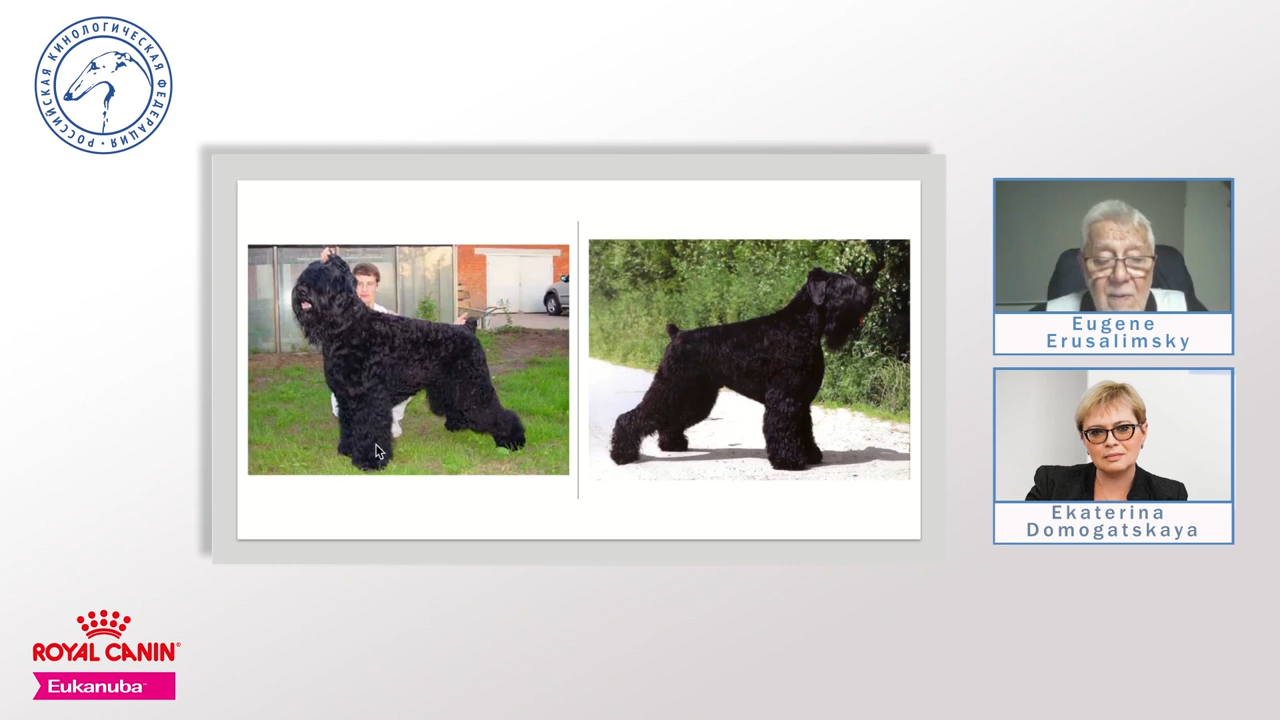 РОССИЙСКАЯ КИНОЛОГИЧЕСКАЯ ФЕДЕРАЦИЯ
Eugene
Erusalimsky
Ekaterina
Domogatskaya
ROYAL CANIN
Eukanuba